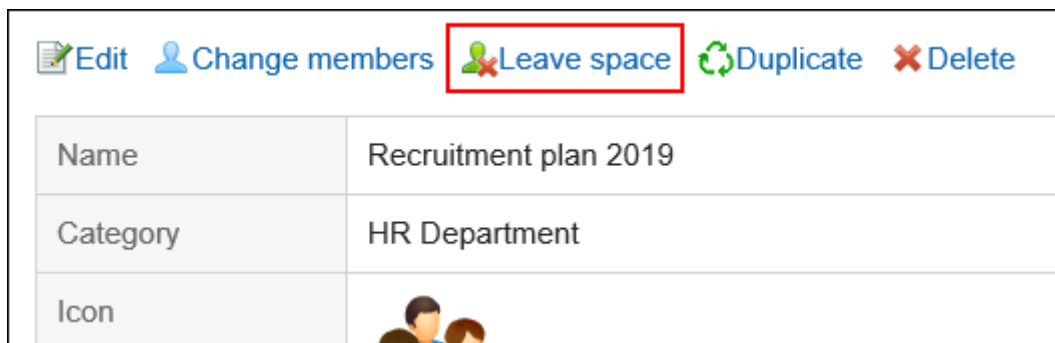 Edit Change members Leave space Duplicate Delete
Name Recruitment plan 2019
Category HR Department
Icon